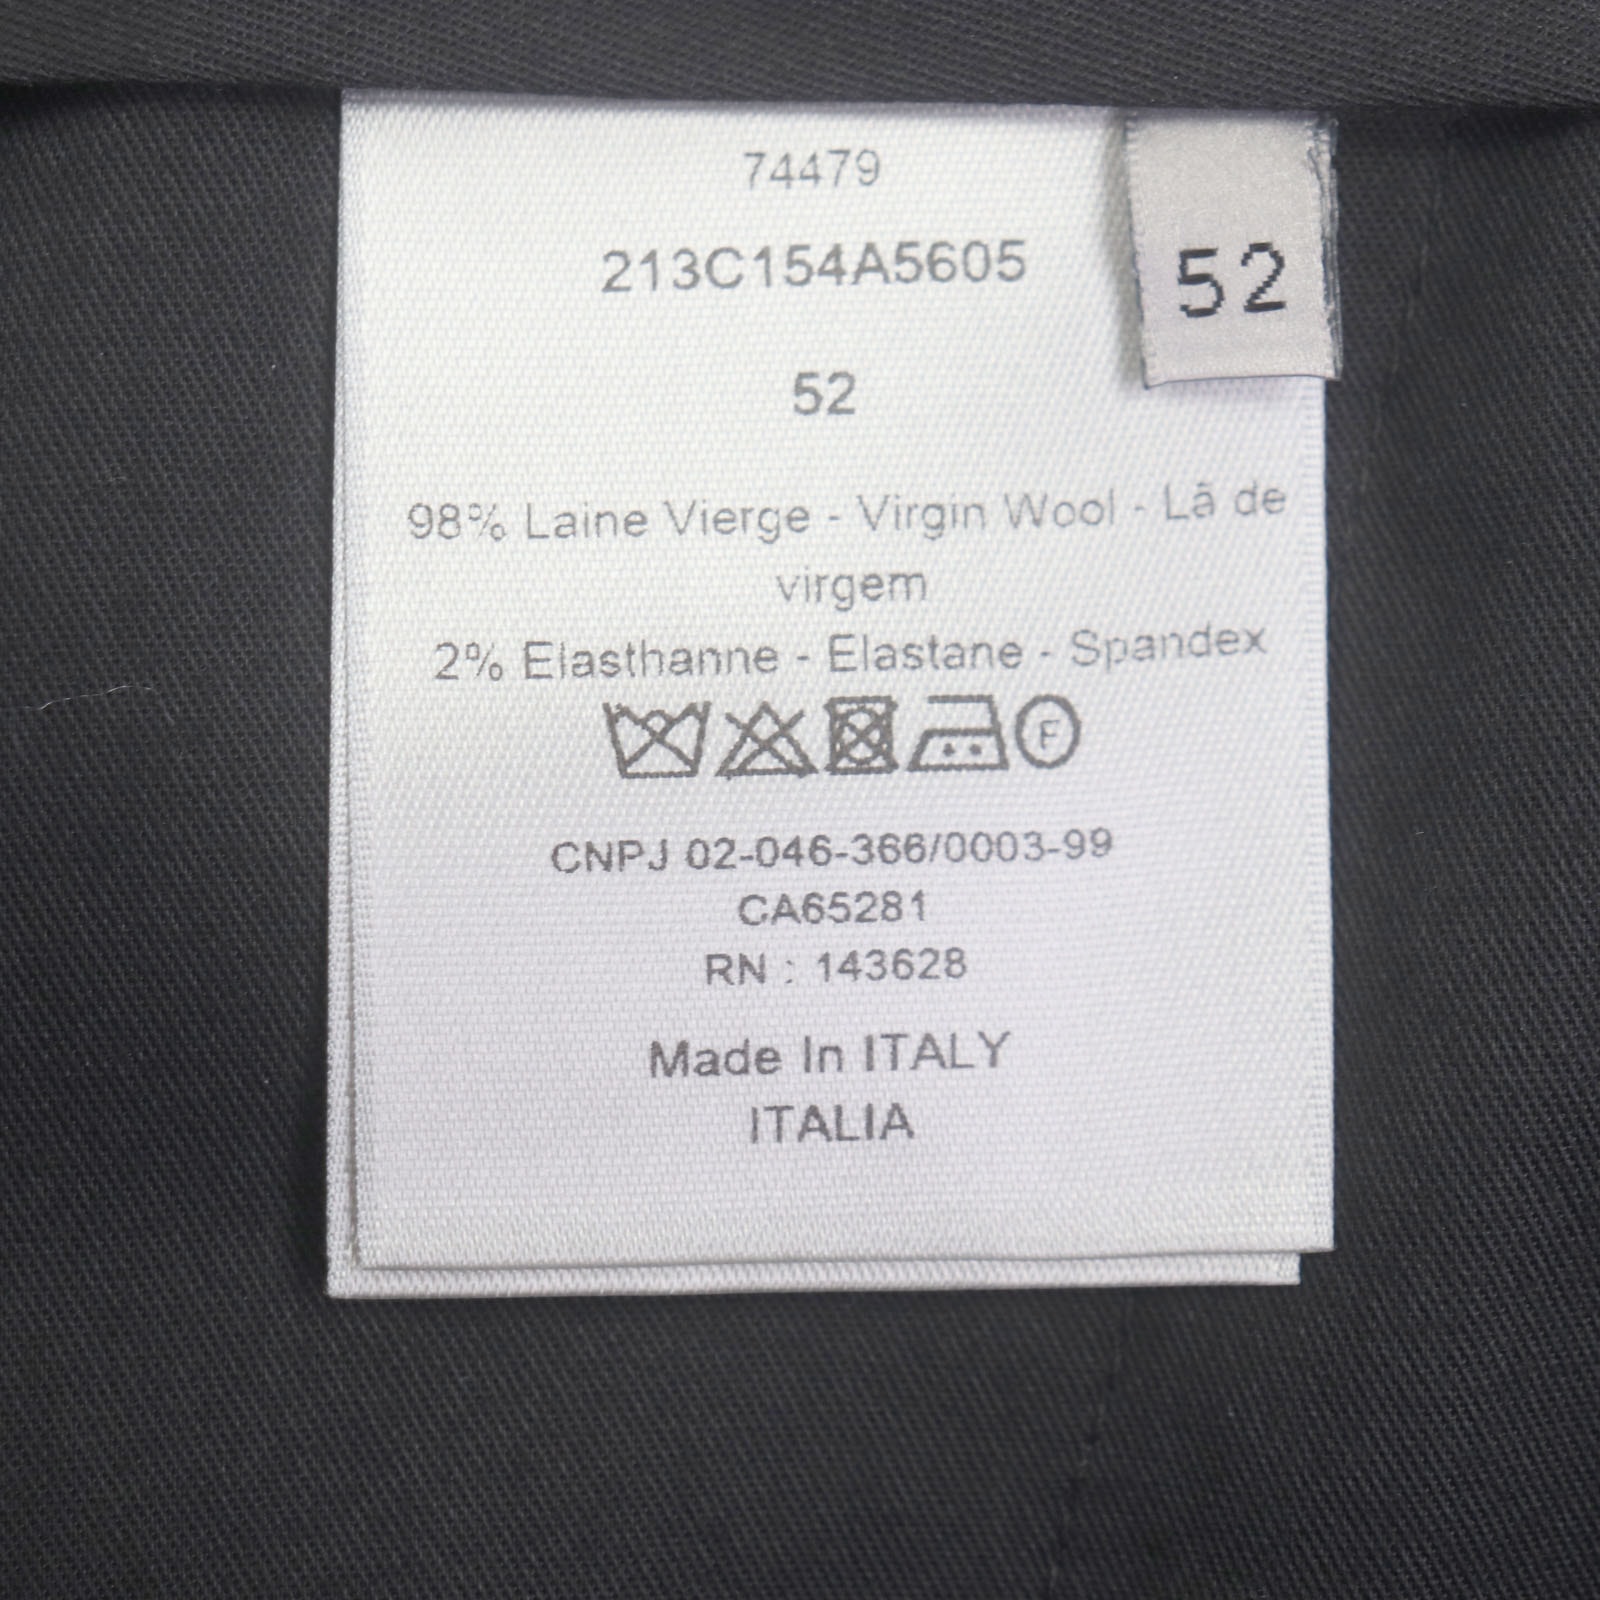 74479
213C154A5605
52
52
98% Laine Vierge - Virgin Wool - Lã de
virgem
2% Elasthanne - Elastane - Spandex
F
CNPJ 02-046-366/0003-99
CA65281
RN : 143628
Made In ITALY
ITALIA